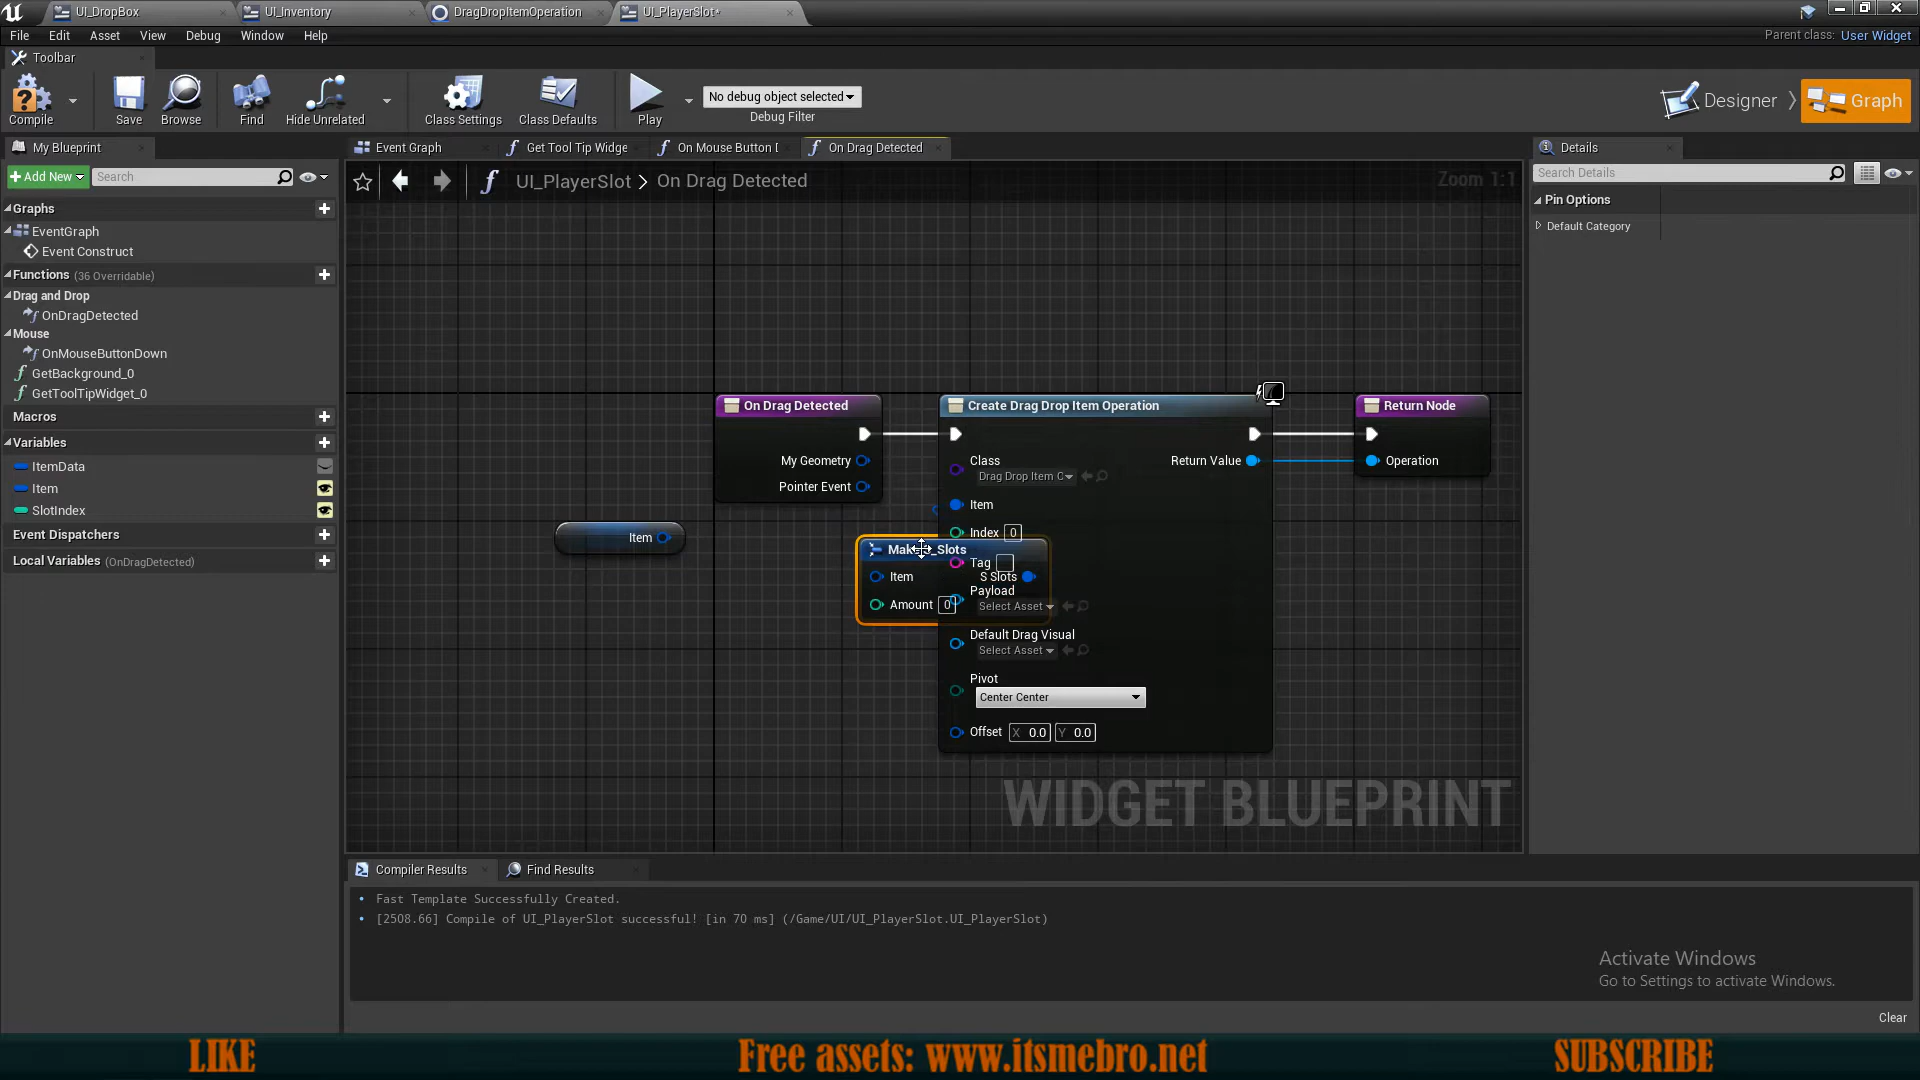 UI_DropBox
UI_Inventory
DragDropItemOperation
UI_PlayerSlot*
File Edit Asset View Window Debug Help
Parent class: User Widget
Toolbar
Compile
Save
Browse
Find
Hide Unrelated
Class Settings
Class Defaults
Play
No debug object selected
Debug Filter
Designer
Graph
My Blueprint
Add New
Search
Graphs
EventGraph
Event Construct
Functions (36 Overridable)
Drag and Drop
OnDragDetected
Mouse
OnMouseButtonDown
GetBackground_0
GetToolTipWidget_0
Macros
Variables
ItemData
Item
SlotIndex
Event Dispatchers
Local Variables (OnDragDetected)
Event Graph
Get Tool Tip Widge
On Mouse Button D
On Drag Detected
UI_PlayerSlot > On Drag Detected
Zoom 1:1
On Drag Detected
My Geometry
Pointer Event
Item
Create Drag Drop Item Operation
Class
Drag Drop Item O
Return Value
Item
Index 0
Tag
Payload
Select Asset
Default Drag Visual
Select Asset
Pivot
Center Center
Offset X 0.0 Y 0.0
Slots
Item
S Slots
Amount 0
Return Node
Operation
WIDGET BLUEPRINT
Details
Search Details
Pin Options
Default Category
Compiler Results
Find Results
Fast Template Successfully Created.
[2508.66] Compile of UI_PlayerSlot successful! [in 70 ms] (/Game/UI/UI_PlayerSlot.UI_PlayerSlot)
Activate Windows
Go to Settings to activate Windows.
Clear
LIKE
Free assets: www.itsmebro.net
SUBSCRIBE